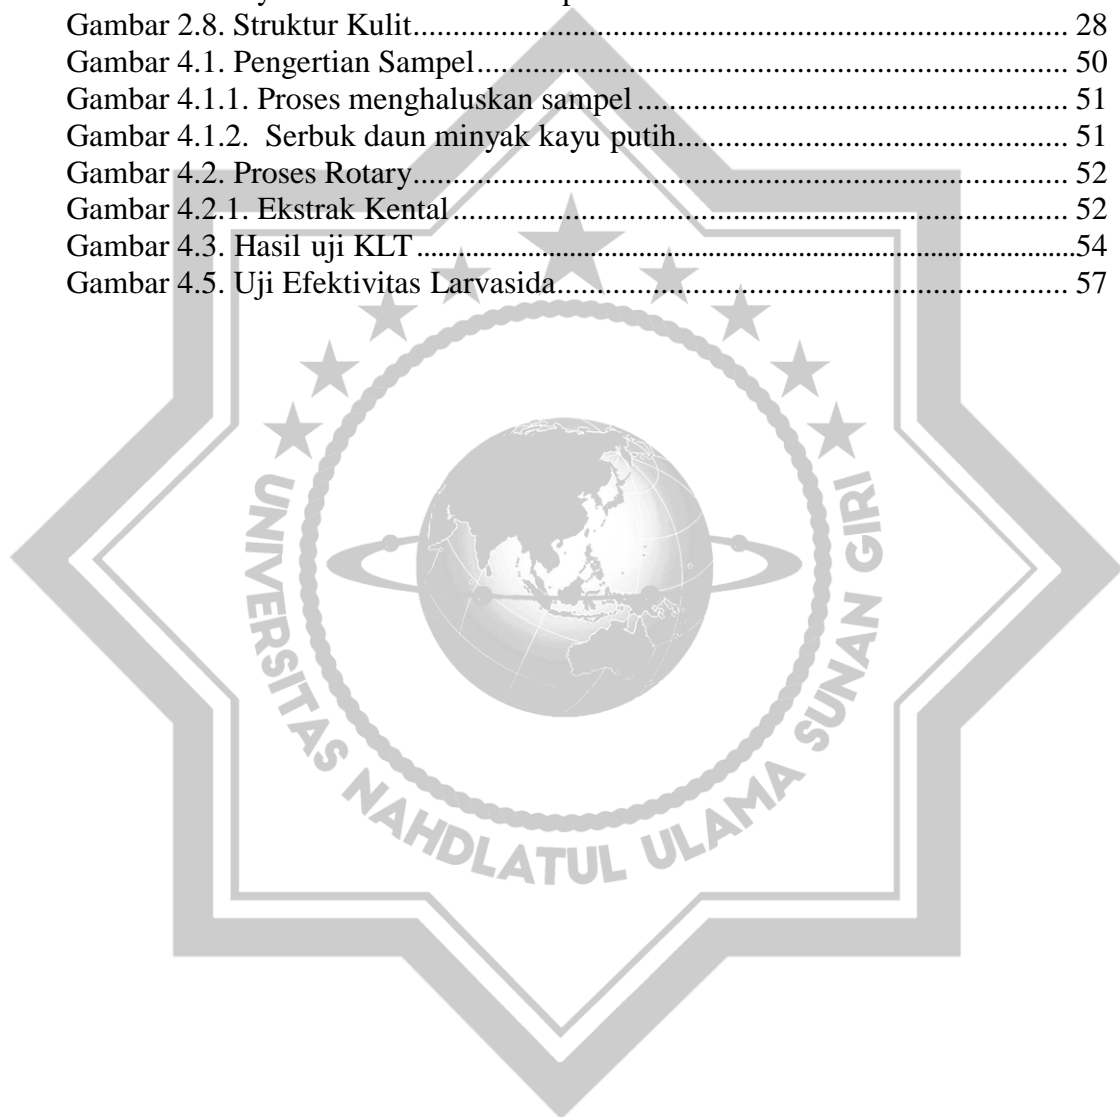 Gambar 2.8. Struktur Kulit.................................................................................. 28
Gambar 4.1. Pengertian Sampel.......................................................................... 50
Gambar 4.1.1. Proses menghaluskan sampel...................................................... 51
Gambar 4.1.2.  Serbuk daun minyak kayu putih................................................. 51
Gambar 4.2. Proses Rotary.................................................................................. 52
Gambar 4.2.1. Ekstrak Kental............................................................................. 52
Gambar 4.3. Hasil uji KLT..................................................................................54
Gambar 4.5. Uji Efektivitas Larvasida................................................................ 57
UNIVERSITAS NAHDLATUL ULAMA SUNAN GIRI